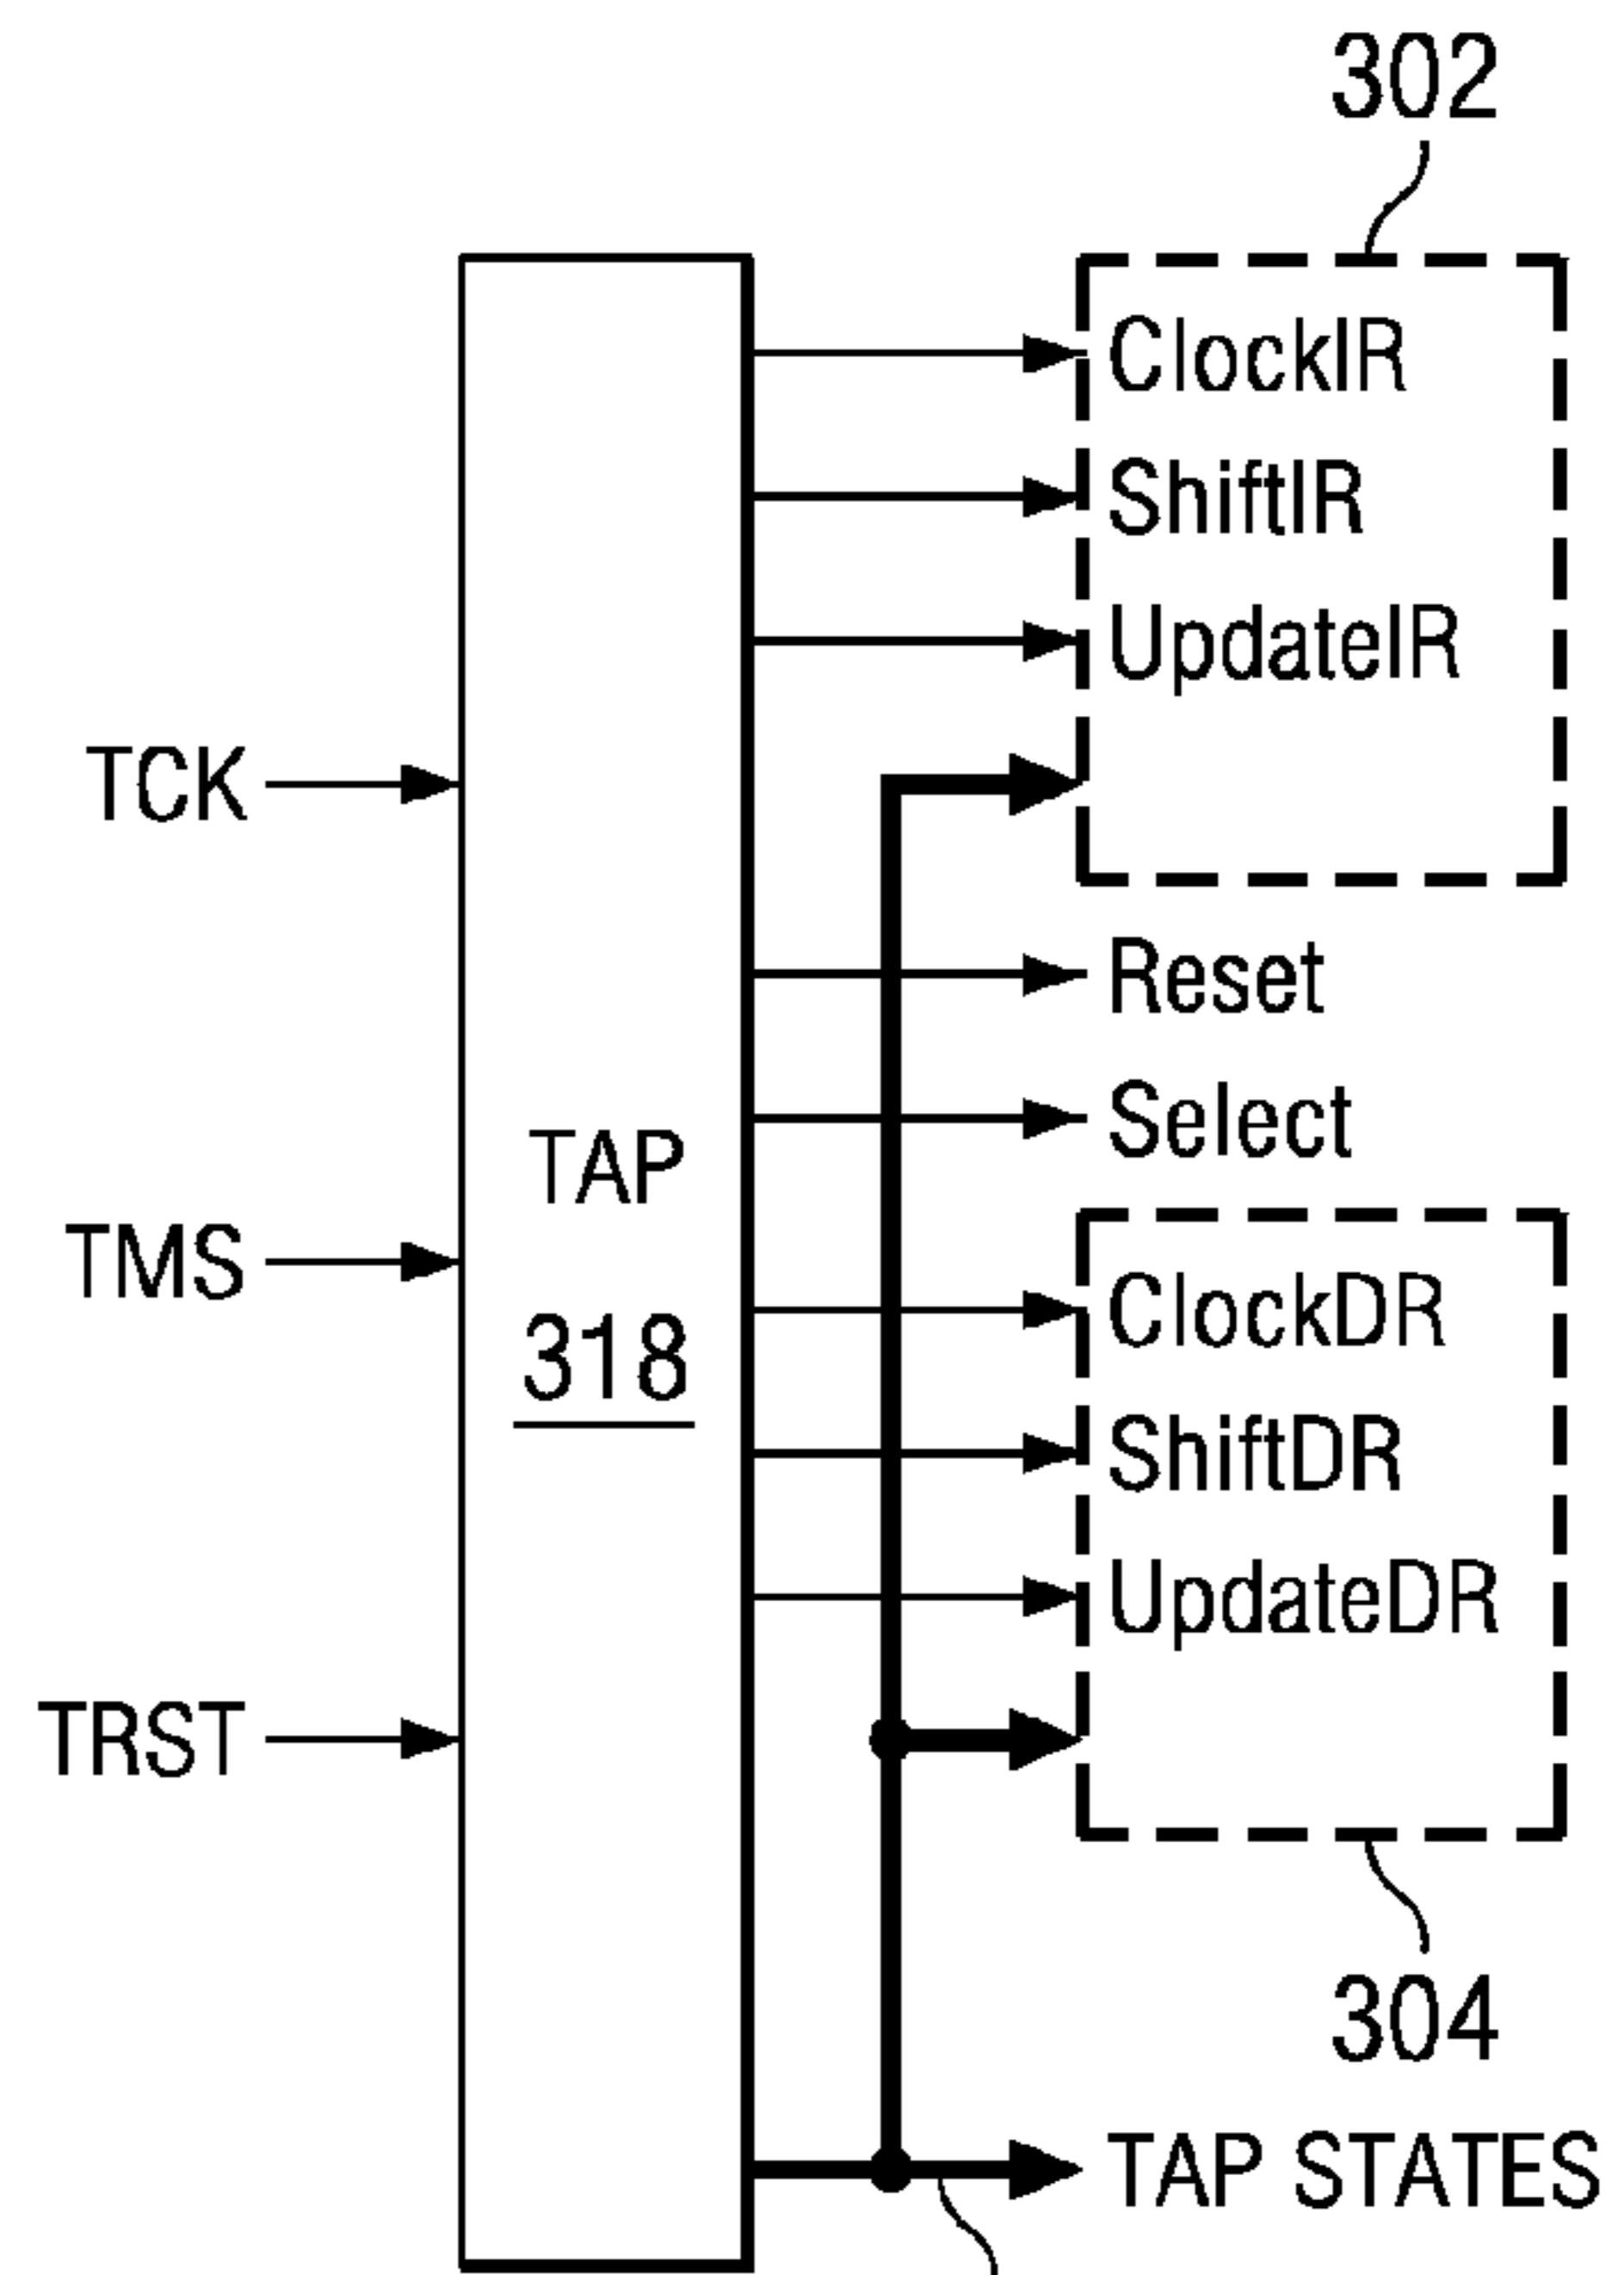 302
ClockIR
ShiftIR
UpdateIR
TCK
Reset
Select
TAP
TMS
318
ClockDR
ShiftDR
UpdateDR
TRST
304
TAP STATES